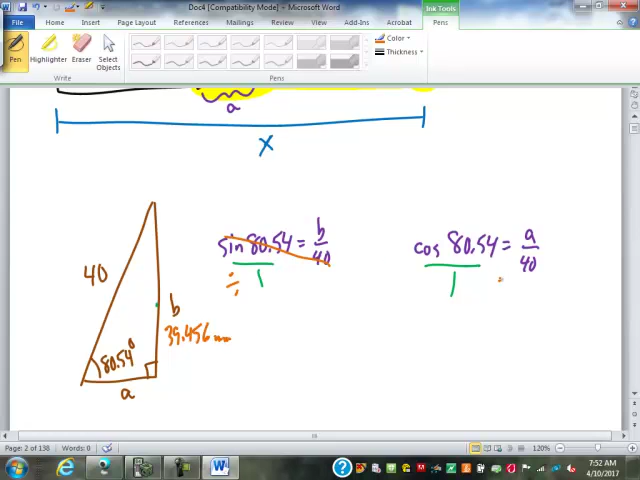 Doc4 [Compatibility Mode] - Microsoft Word
Ink Tools
File Home Insert Page Layout References Mailings Review View Add-Ins Acrobat Pens
Pen Highlighter Eraser Select Objects
Color
Thickness
Write Pens
a
x
sin 80.54 = b/40
÷ 1
cos 80.54 = a/40
1
40
b
39.456 mm
80.54°
a
Page: 2 of 138 Words: 0 120%
7:52 AM
4/10/2017